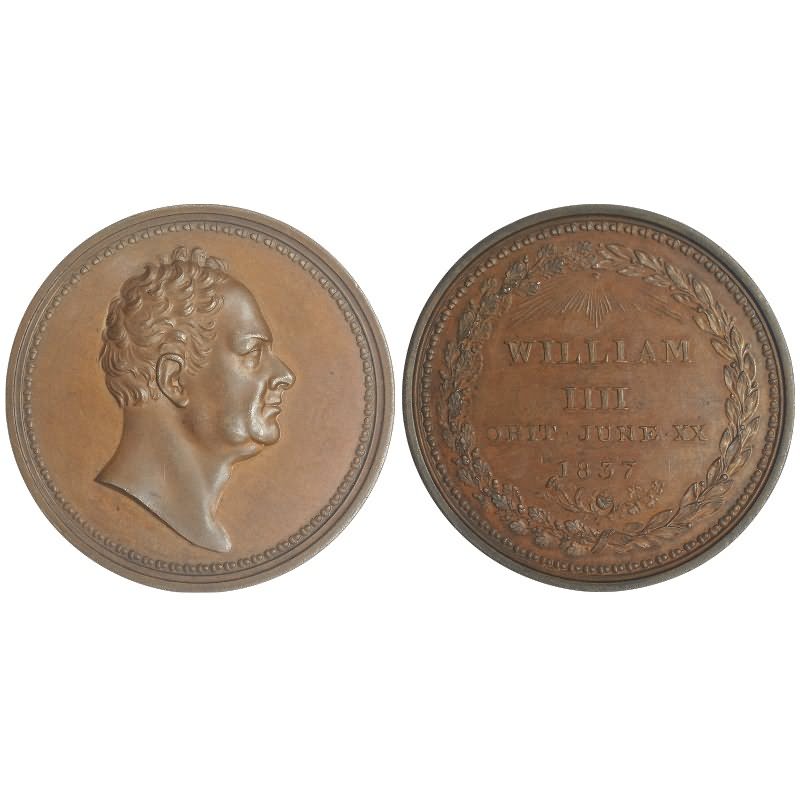 WILLIAM
IIII
OBIT · JUNE · XX
1837